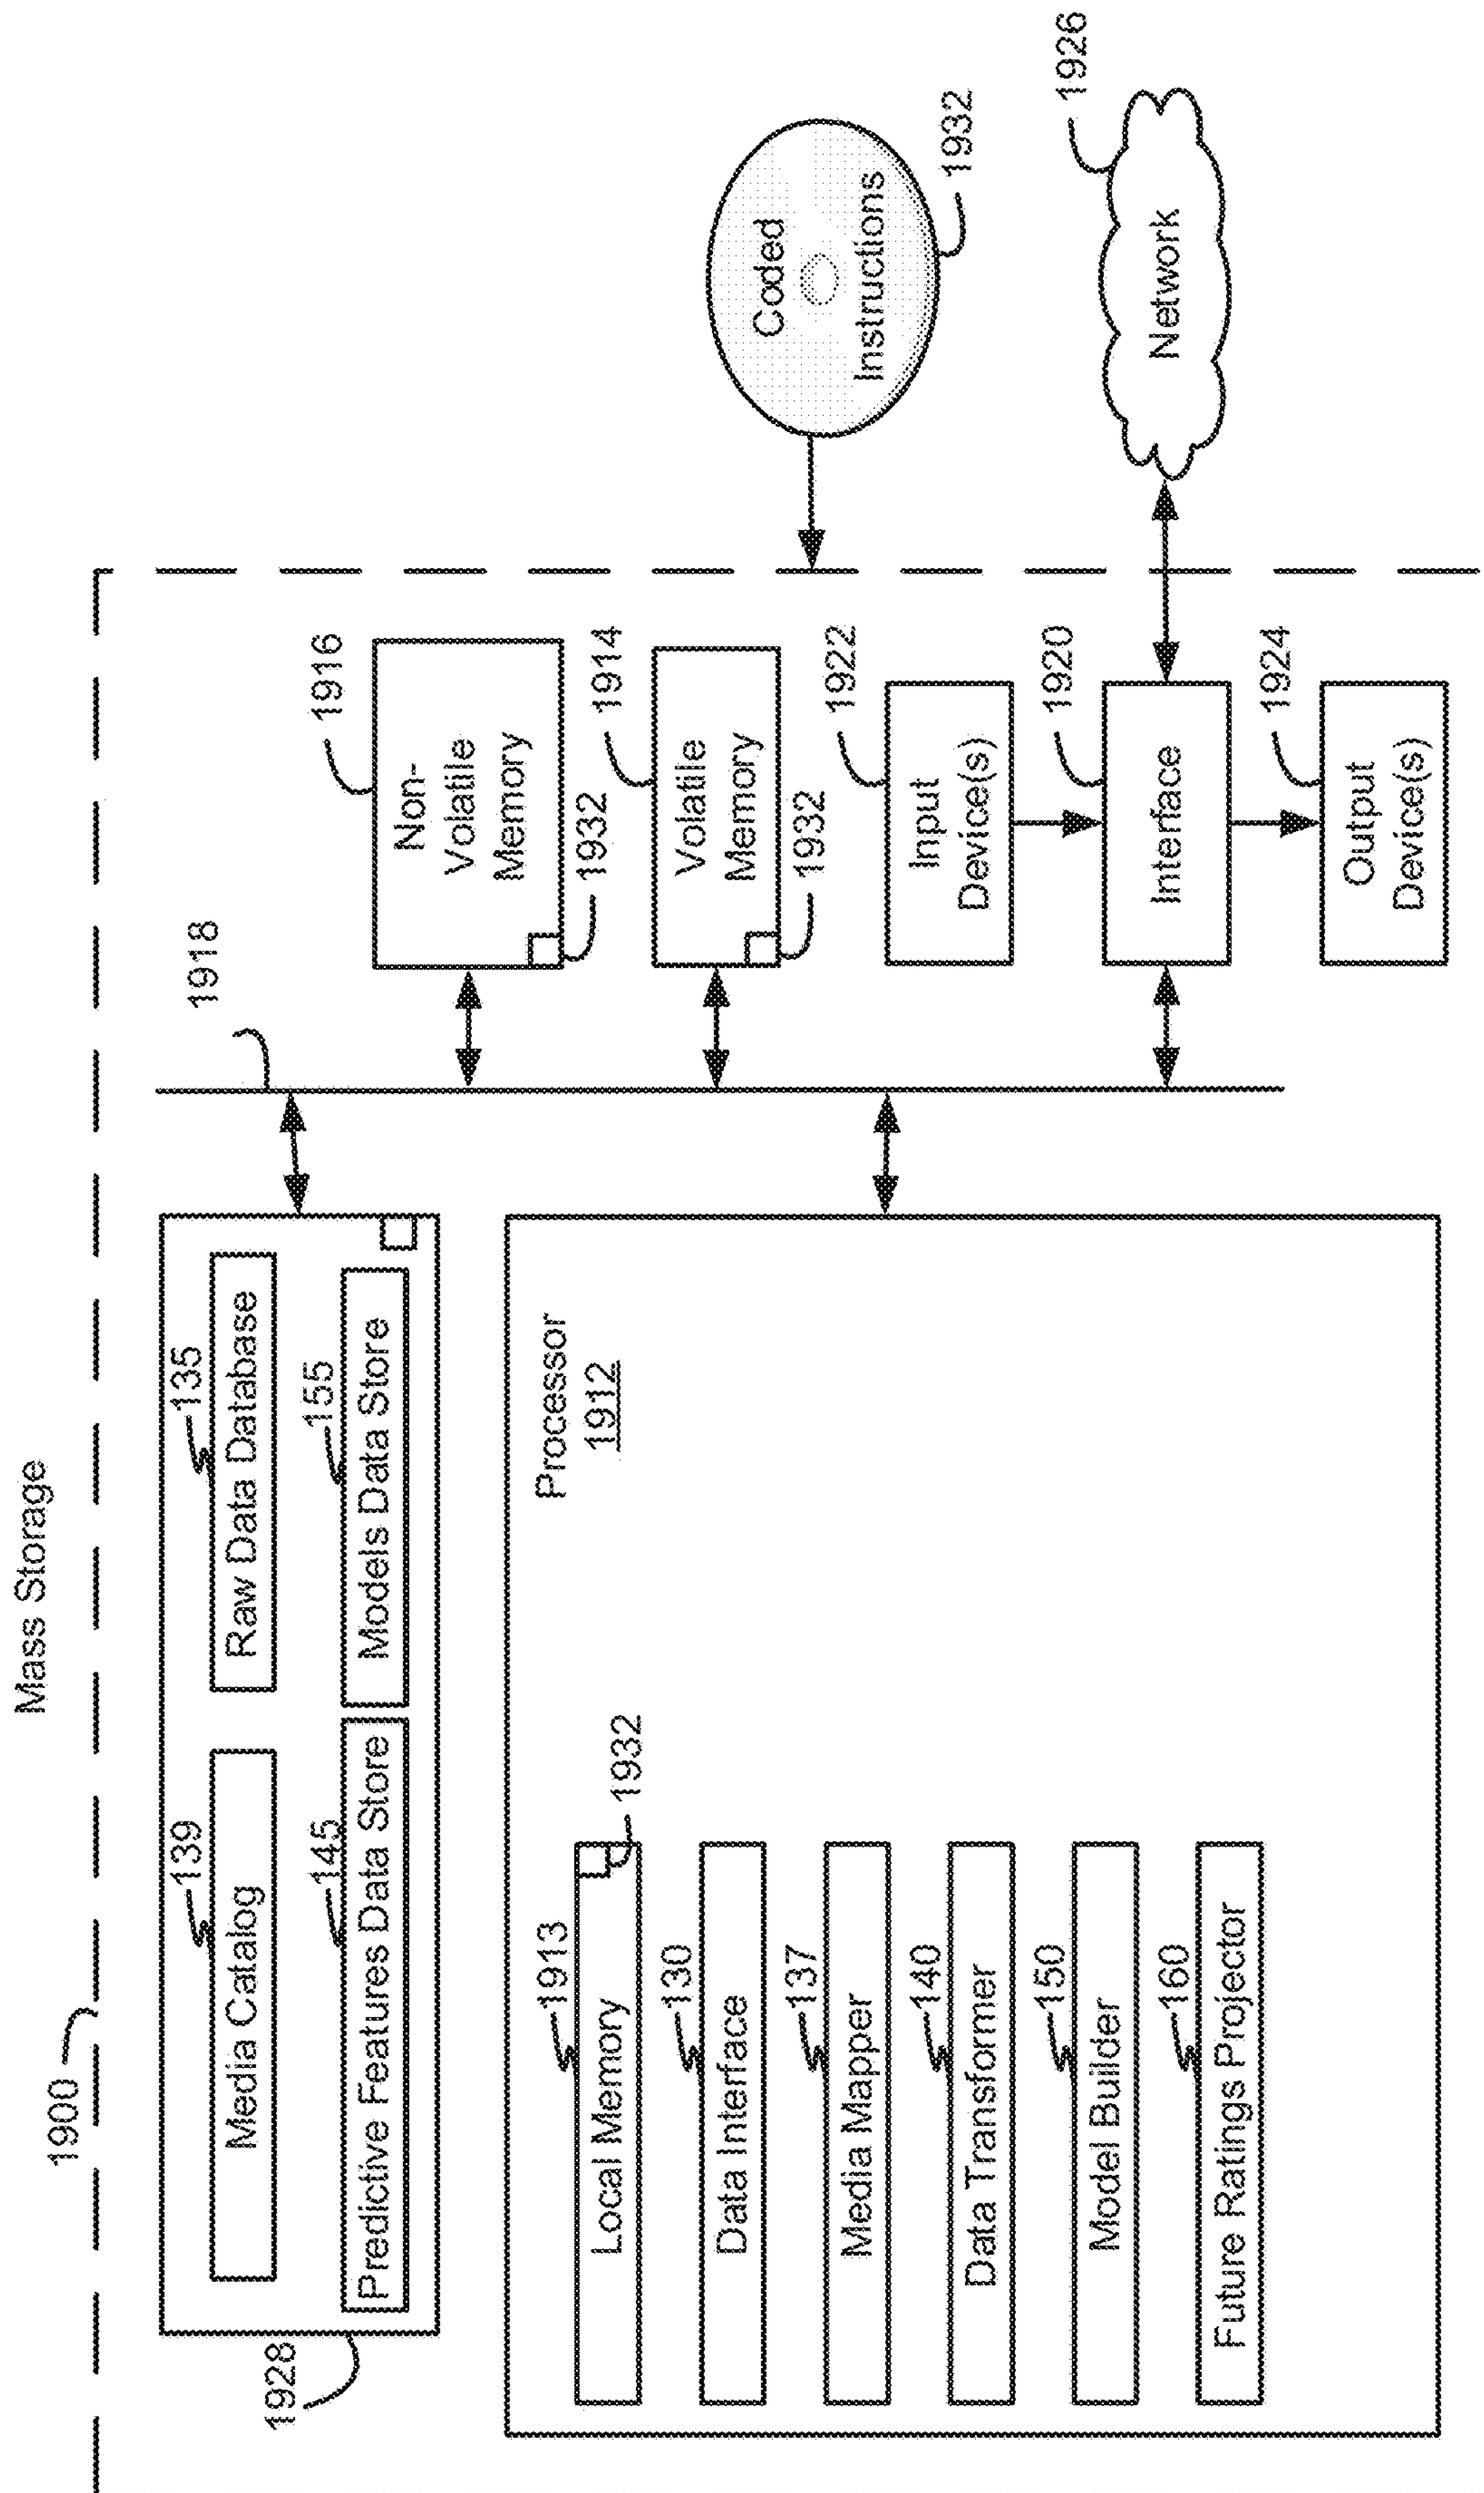 Mass Storage
1900
1928
139
Media Catalog
135
Raw Data Database
145
Predictive Features Data Store
155
Models Data Store
Processor
1912
1913
Local Memory
1932
130
Data Interface
137
Media Mapper
140
Data Transformer
150
Model Builder
160
Future Ratings Projector
1918
1916
Non-
Volatile
Memory
1932
1914
Volatile
Memory
1932
1922
Input
Device(s)
1920
Interface
1924
Output
Device(s)
Coded
Instructions
1932
1926
Network